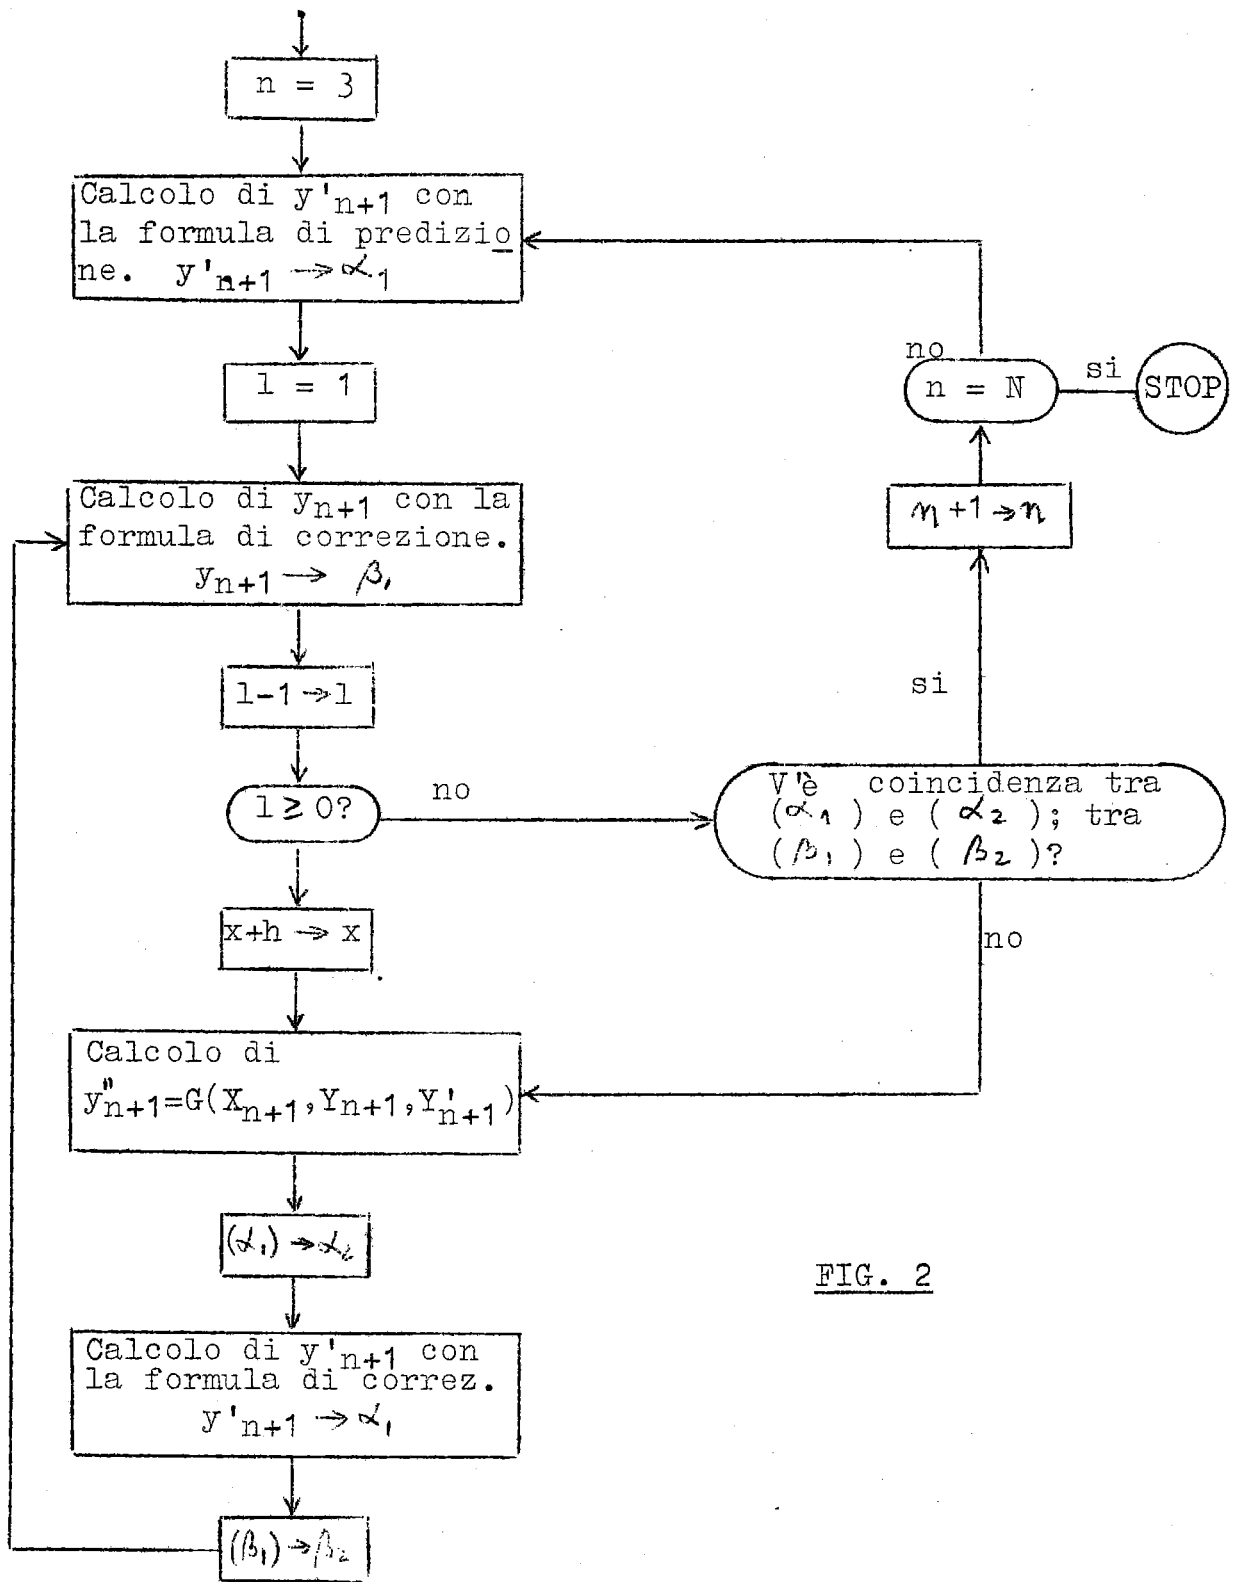 n = 3
Calcolo di y'n+1 con
la formula di predizio
ne. y'n+1 → α1
l = 1
Calcolo di yn+1 con la
formula di correzione.
yn+1 → β1
l-1 → l
l ≥ 0?
no
x+h → x
Calcolo di
y"n+1=G(Xn+1,Yn+1,Y'n+1)
(α1) → α2
Calcolo di y'n+1 con
la formula di correz.
y'n+1 → α1
(β1) → β2
no
n = N
si
STOP
n+1 → n
si
V'è coincidenza tra
(α1) e (α2); tra
(β1) e (β2)?
no
FIG. 2